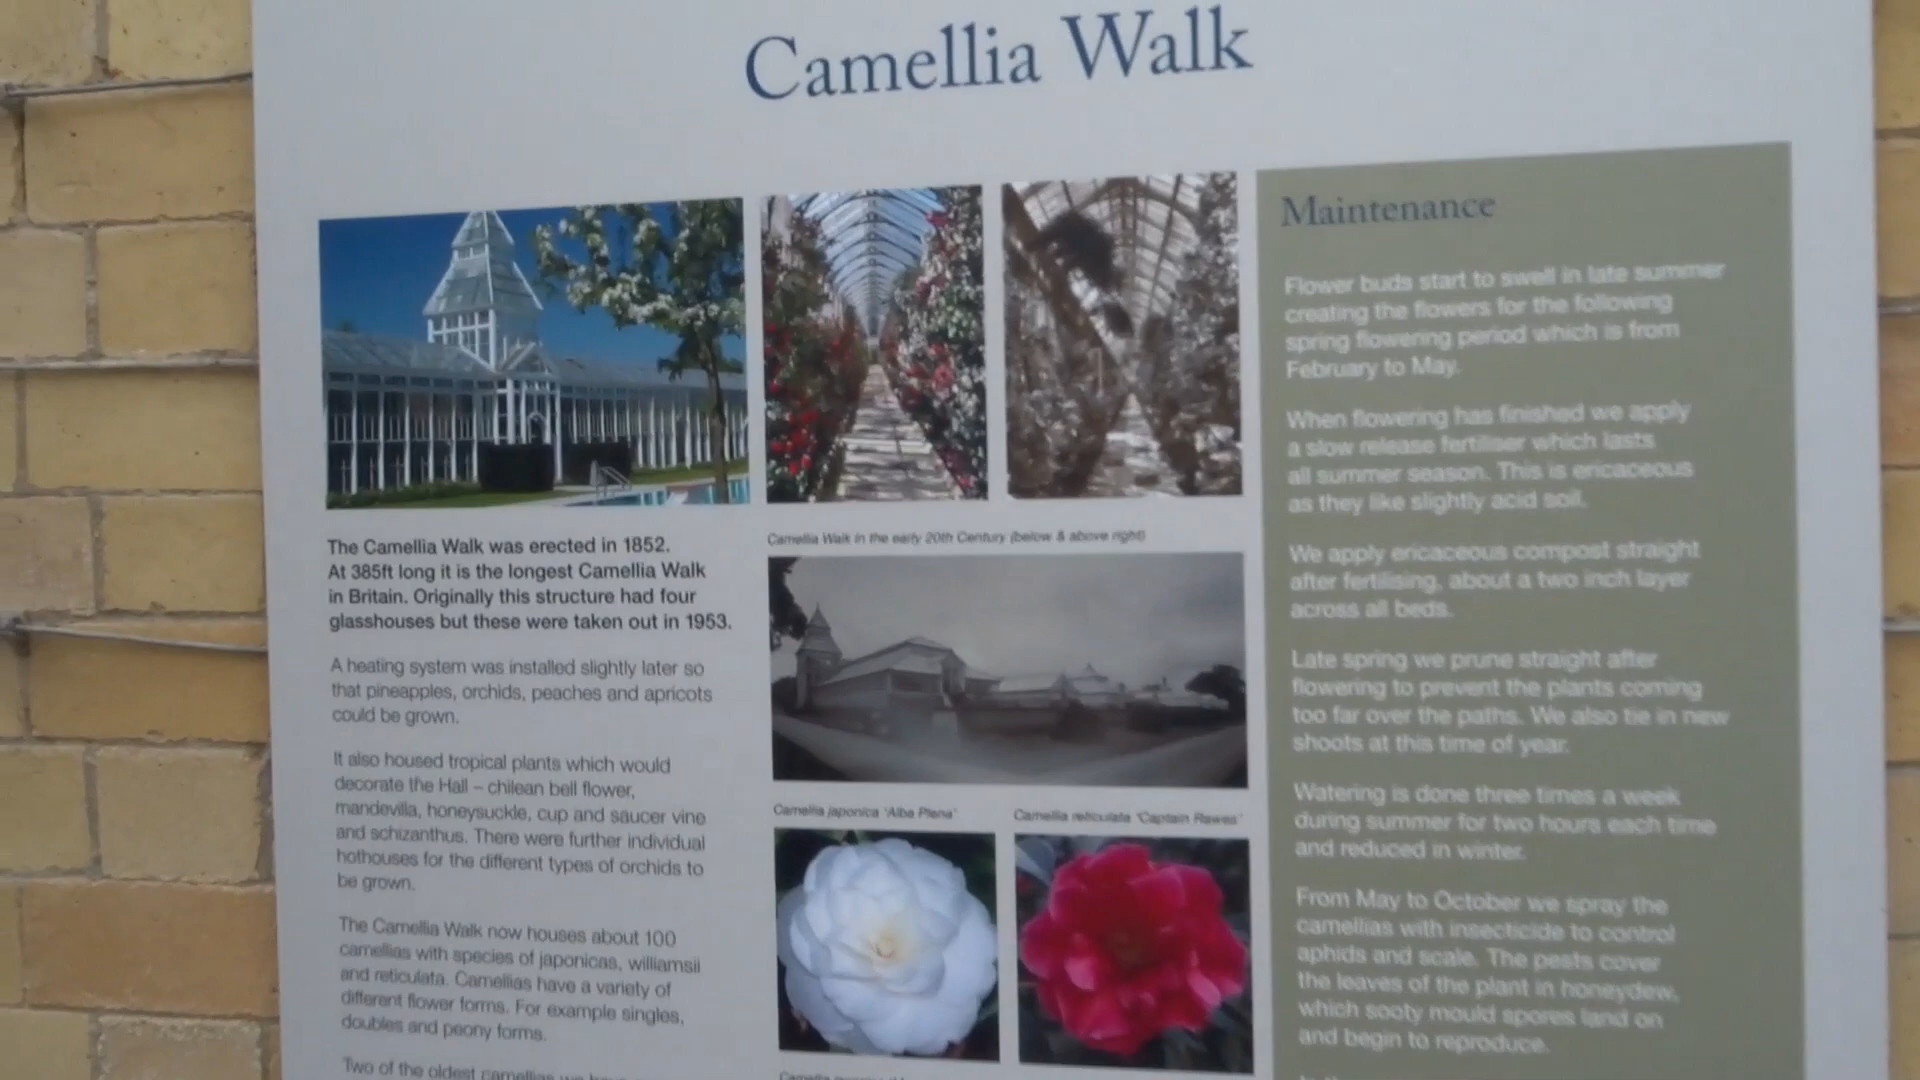 Camellia Walk
The Camellia Walk was erected in 1852.
At 385ft long it is the longest Camellia Walk
in Britain. Originally this structure had four
glasshouses but these were taken out in 1953.
A heating system was installed slightly later so
that pineapples, orchids, peaches and apricots
could be grown.
It also housed tropical plants which would
decorate the Hall – chilean bell flower,
mandevilla, honeysuckle, cup and saucer vine
and schizanthus. There were further individual
hothouses for the different types of orchids to
be grown.
The Camellia Walk now houses about 100
camellias with species of japonicas, williamsii
and reticulata. Camellias have a variety of
different flower forms. For example singles,
doubles and peony forms.
Two of the oldest camellias we have
Camellia Walk in the early 20th Century (below & above right)
Camellia japonica 'Alba Plena'
Camellia reticulata 'Captain Rawes'
Camellia
Maintenance
Flower buds start to swell in late summer
creating the flowers for the following
spring flowering period which is from
February to May.
When flowering has finished we apply
a slow release fertiliser which lasts
all summer season. This is ericaceous
as they like slightly acid soil.
We apply ericaceous compost straight
after fertilising, about a two inch layer
across all beds.
Late spring we prune straight after
flowering to prevent the plants coming
too far over the paths. We also tie in new
shoots at this time of year.
Watering is done three times a week
during summer for two hours each time
and reduced in winter.
From May to October we spray the
camellias with insecticide to control
aphids and scale. The pests cover
the leaves of the plant in honeydew,
which sooty mould spores land on
and begin to reproduce.